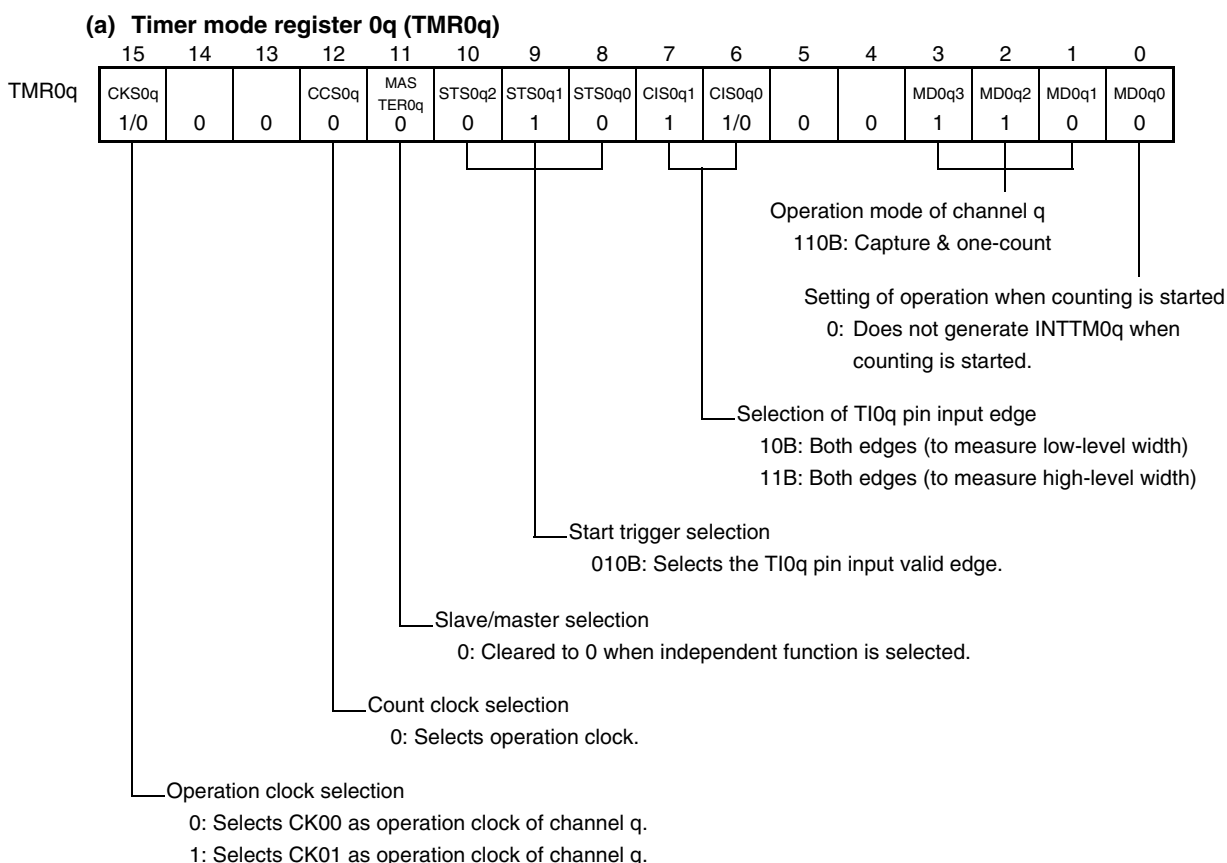 (a) Timer mode register 0q (TMR0q)
15 14 13 12 11 10 9 8 7 6 5 4 3 2 1 0
TMR0q CKS0q CCS0q MAS TER0q STS0q2 STS0q1 STS0q0 CIS0q1 CIS0q0 MD0q3 MD0q2 MD0q1 MD0q0
1/0 0 0 0 0 0 1 0 1 1/0 0 0 1 1 0 0
Operation mode of channel q
110B: Capture & one-count
Setting of operation when counting is started
0: Does not generate INTTM0q when
counting is started.
Selection of TI0q pin input edge
10B: Both edges (to measure low-level width)
11B: Both edges (to measure high-level width)
Start trigger selection
010B: Selects the TI0q pin input valid edge.
Slave/master selection
0: Cleared to 0 when independent function is selected.
Count clock selection
0: Selects operation clock.
Operation clock selection
0: Selects CK00 as operation clock of channel q.
1: Selects CK01 as operation clock of channel q.